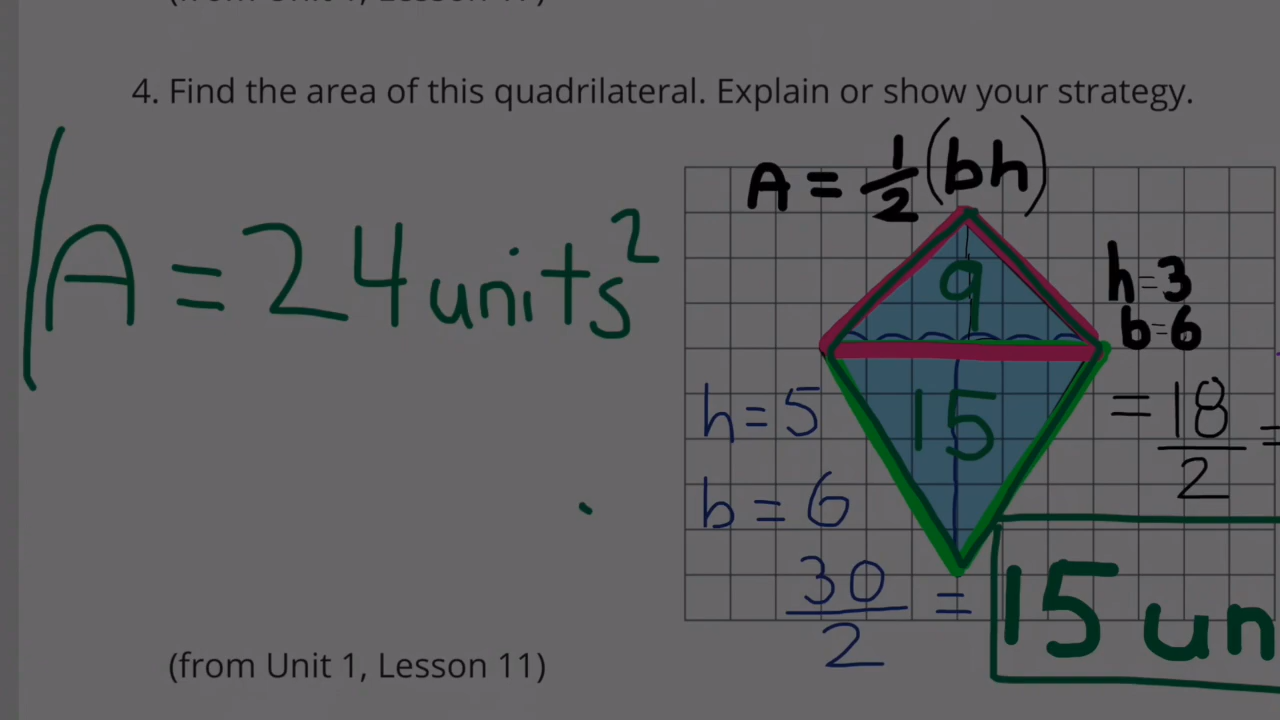 4. Find the area of this quadrilateral. Explain or show your strategy.
A = 1/2 (bh)
A = 24 units²
9
h=3
b=6
h=5
15
= 18/2 =
b = 6
30/2 =
15 un
(from Unit 1, Lesson 11)